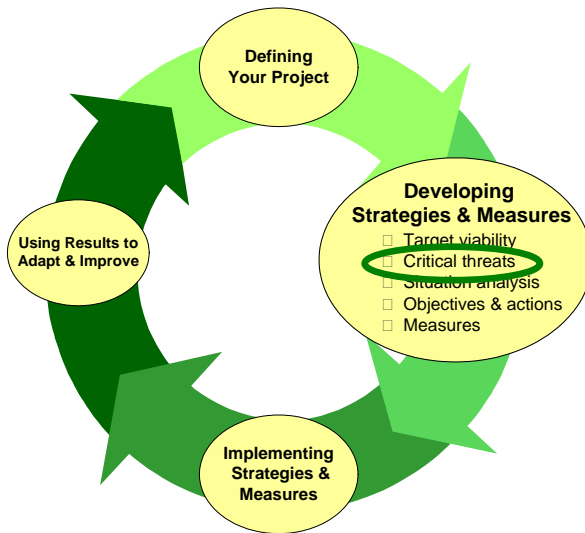 Defining
Your Project
Developing
Strategies & Measures
□ Target viability
□ Critical threats
□ Situation analysis
□ Objectives & actions
□ Measures
Using Results to
Adapt & Improve
Implementing
Strategies &
Measures